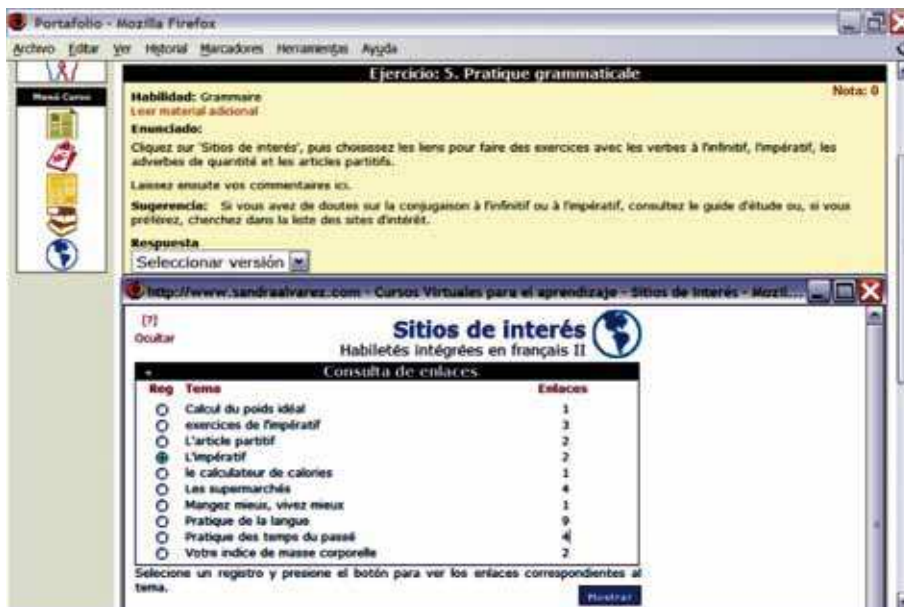 Portafolio - Mozilla Firefox
Archivo Editar Ver Historial Marcadores Herramientas Ayuda
Ejercicio: 5. Pratique grammaticale
Menú Curso
Habilidad: Grammaire
Nota: 0
Leer material adicional
Enunciado:
Cliquez sur 'Sitios de interés', puis choisissez les liens pour faire des exercices avec les verbes à l'infinitif, l'impératif, les
adverbes de quantité et les articles partitifs.
Laissez ensuite vos commentaires ici.
Sugerencia: Si vous avez de doutes sur la conjugaison à l'infinitif ou à l'impératif, consultez le guide d'étude ou, si vous
préférez, cherchez dans la liste des sites d'intérêt.
Respuesta
Seleccionar versión
http://www.sandraalvarez.com - Cursos Virtuales para el aprendizaje - Sitios de Interés - Mozil...
[?]
Ocultar
Sitios de interés
Habiletés intégrées en français II
Consulta de enlaces
Reg Tema Enlaces
Calcul du poids idéal 1
exercices de l'impératif 3
L'article partitif 2
L'impératif 2
le calculateur de calories 1
Les supermarchés 4
Mangez mieux, vivez mieux 1
Pratique de la langue 9
Pratique des temps du passé 4
Votre indice de masse corporelle 2
Selecione un registro y presione el botón para ver los enlaces correspondientes al
tema.
Mostrar